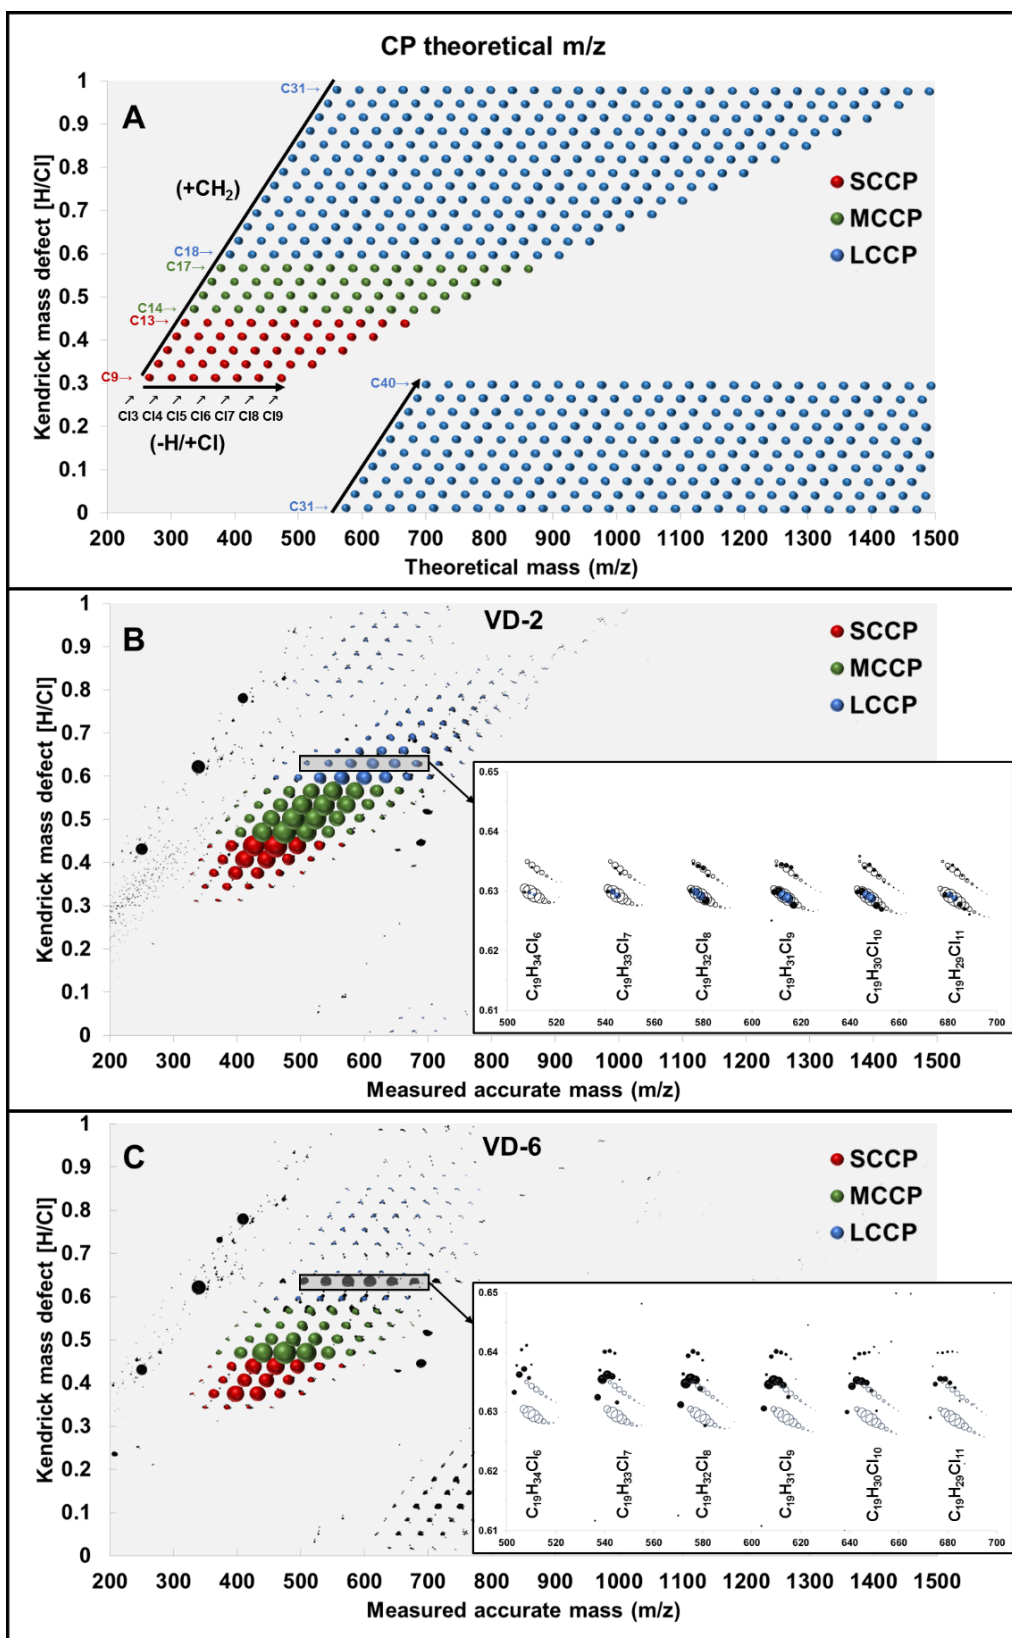 CP theoretical m/z
A
Kendrick mass defect [H/Cl]
1
0.9
0.8
0.7
0.6
0.5
0.4
0.3
0.2
0.1
0
C31→
(+CH₂)
C18→
C17→
C14→
C13→
C9→
Cl3 Cl4 Cl5 Cl6 Cl7 Cl8 Cl9
(-H/+Cl)
C40→
C31→
SCCP
MCCP
LCCP
200 300 400 500 600 700 800 900 1000 1100 1200 1300 1400 1500
Theoretical mass (m/z)
B
VD-2
Kendrick mass defect [H/Cl]
1
0.9
0.8
0.7
0.6
0.5
0.4
0.3
0.2
0.1
0
SCCP
MCCP
LCCP
0.65
0.64
0.63
0.62
0.61
C₁₉H₃₄Cl₆
C₁₉H₃₃Cl₇
C₁₉H₃₂Cl₈
C₁₉H₃₁Cl₉
C₁₉H₃₀Cl₁₀
C₁₉H₂₉Cl₁₁
500 520 540 560 580 600 620 640 660 680 700
200 300 400 500 600 700 800 900 1000 1100 1200 1300 1400 1500
Measured accurate mass (m/z)
C
VD-6
Kendrick mass defect [H/Cl]
1
0.9
0.8
0.7
0.6
0.5
0.4
0.3
0.2
0.1
0
SCCP
MCCP
LCCP
0.65
0.64
0.63
0.62
0.61
C₁₉H₃₄Cl₆
C₁₉H₃₃Cl₇
C₁₉H₃₂Cl₈
C₁₉H₃₁Cl₉
C₁₉H₃₀Cl₁₀
C₁₉H₂₉Cl₁₁
500 520 540 560 580 600 620 640 660 680 700
200 300 400 500 600 700 800 900 1000 1100 1200 1300 1400 1500
Measured accurate mass (m/z)